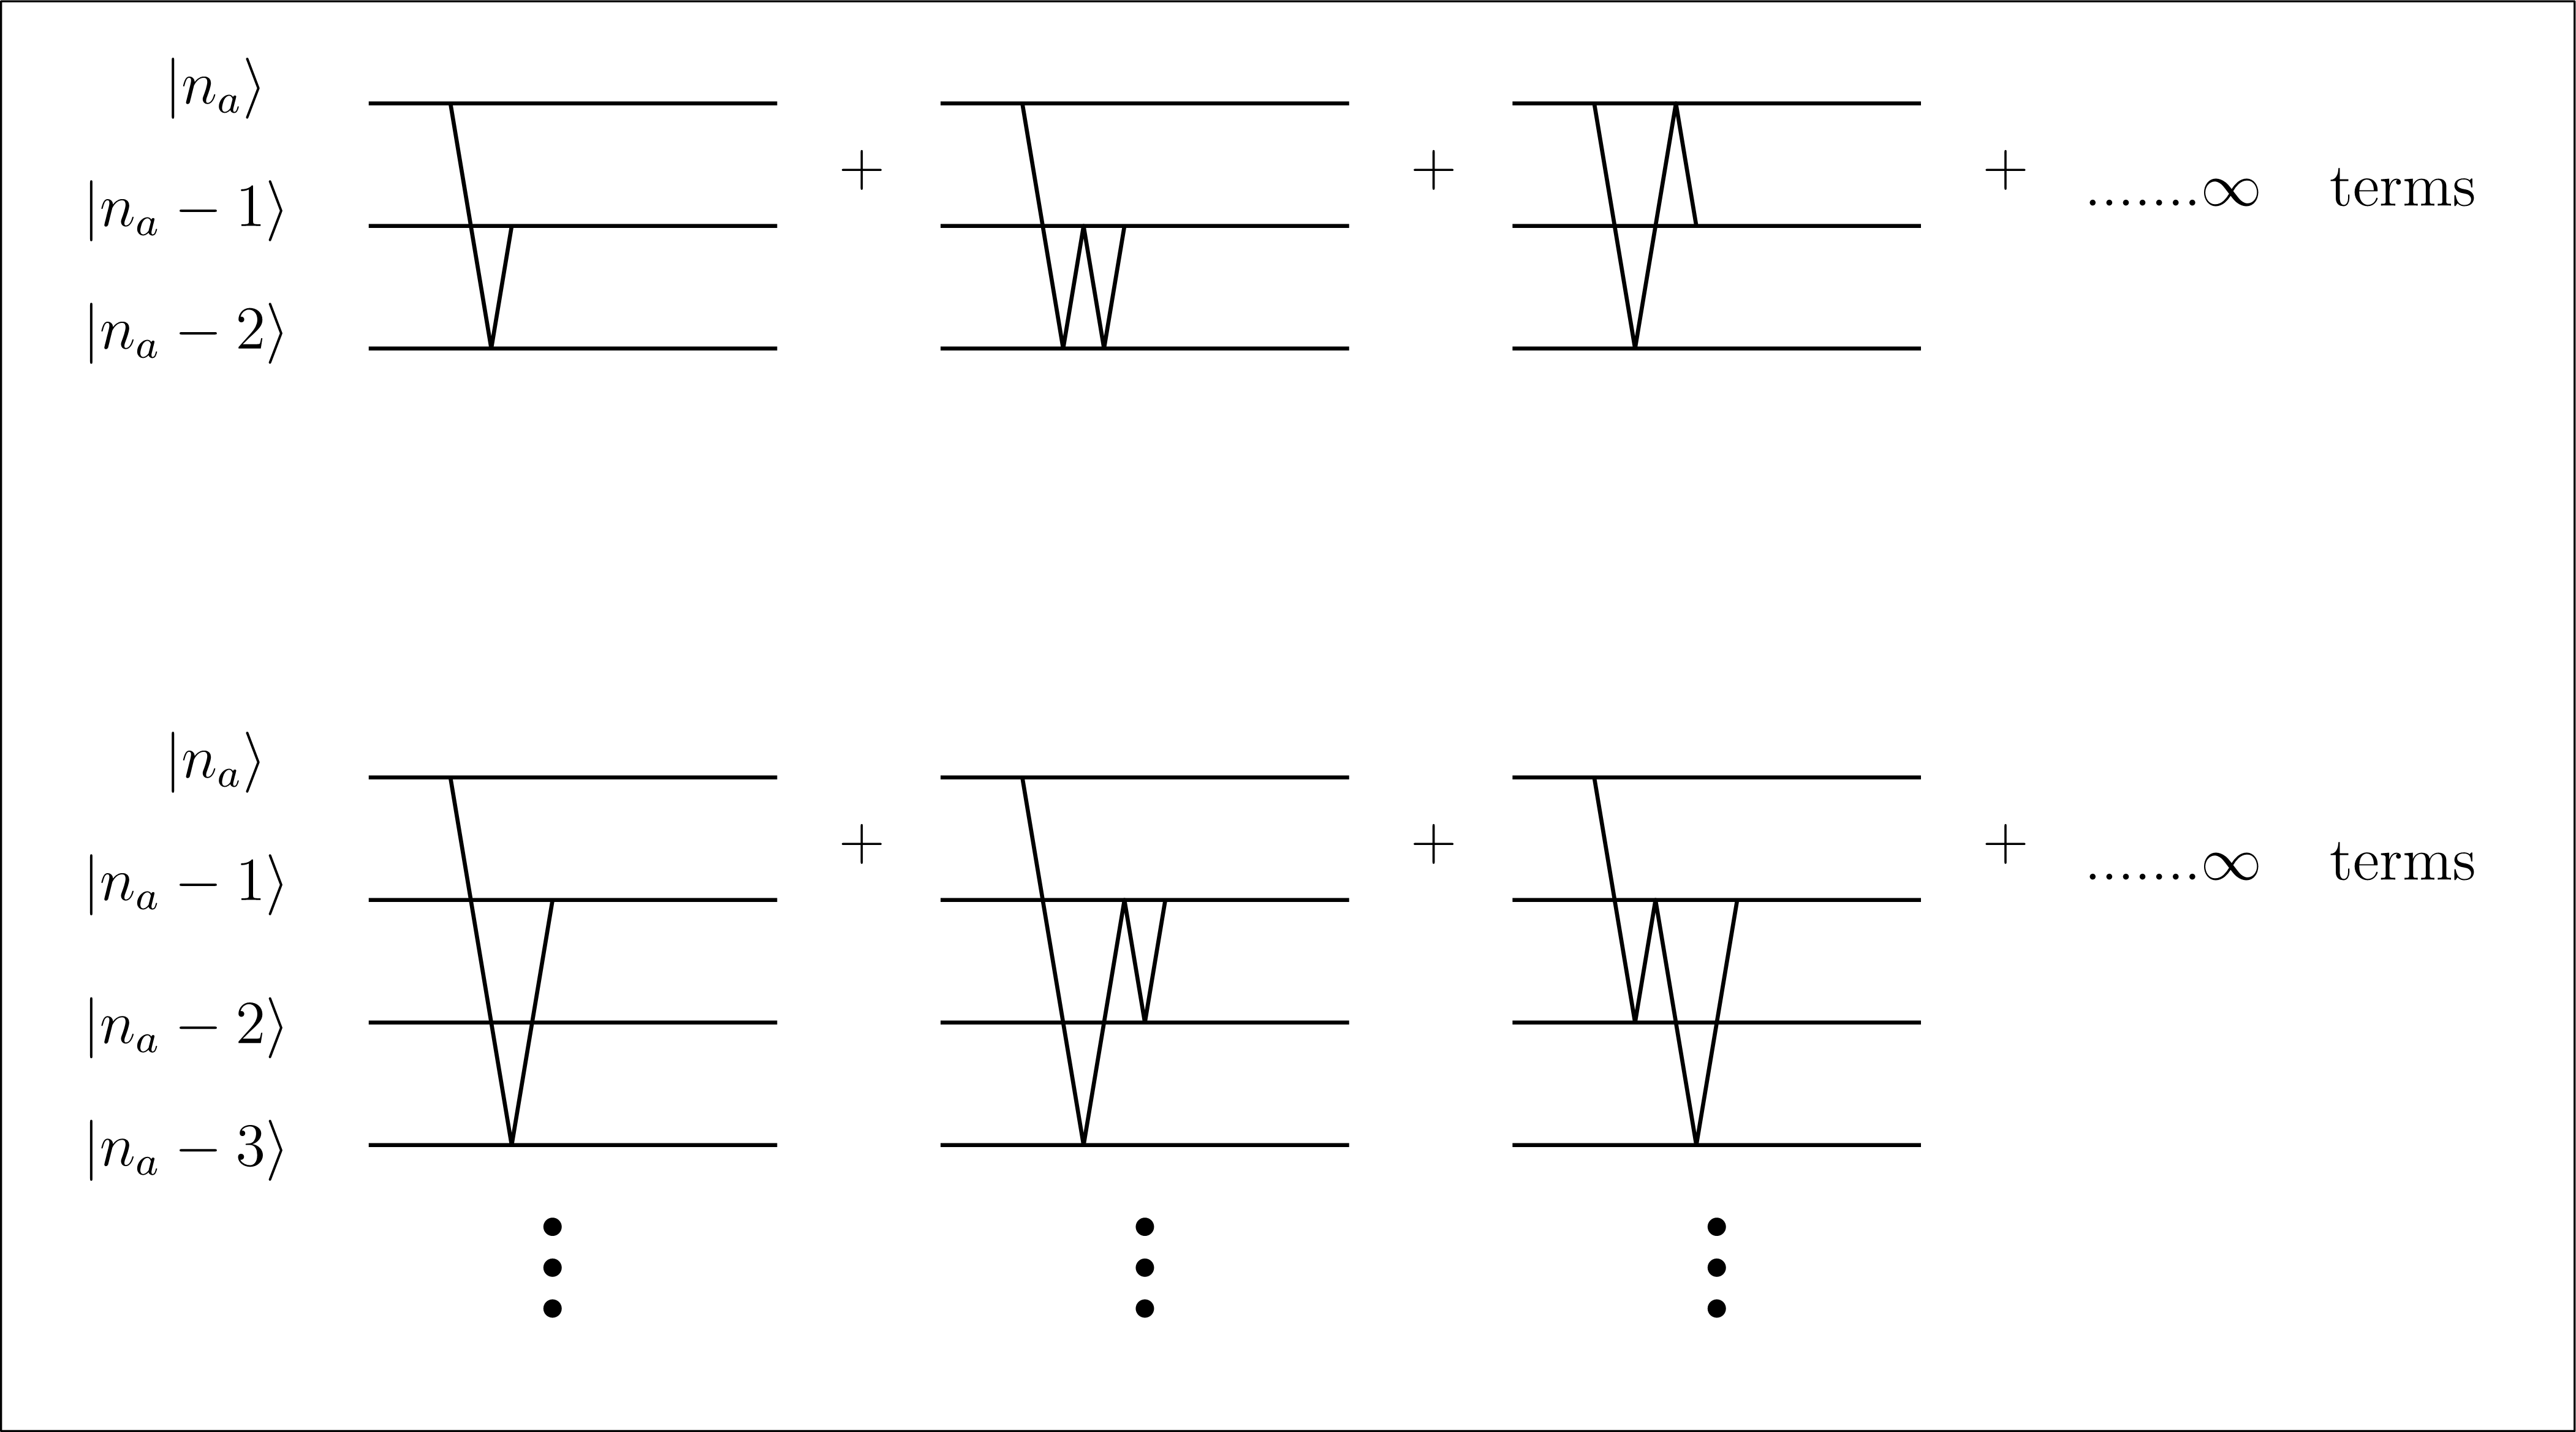 |n_a⟩
|n_a − 1⟩ + + + .......∞ terms
|n_a − 2⟩
|n_a⟩
|n_a − 1⟩ + + + .......∞ terms
|n_a − 2⟩
|n_a − 3⟩